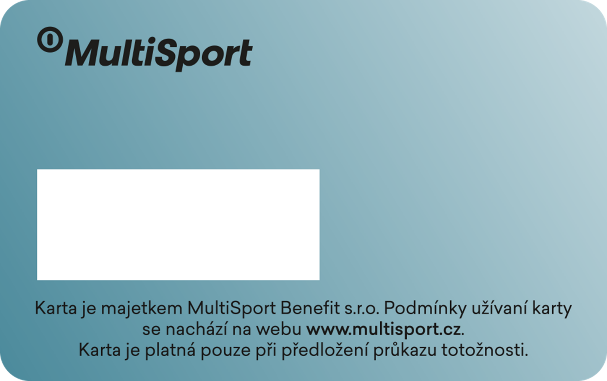 MultiSport
Karta je majetkem MultiSport Benefit s.r.o. Podmínky užívaní karty
se nachází na webu www.multisport.cz.
Karta je platná pouze při předložení průkazu totožnosti.